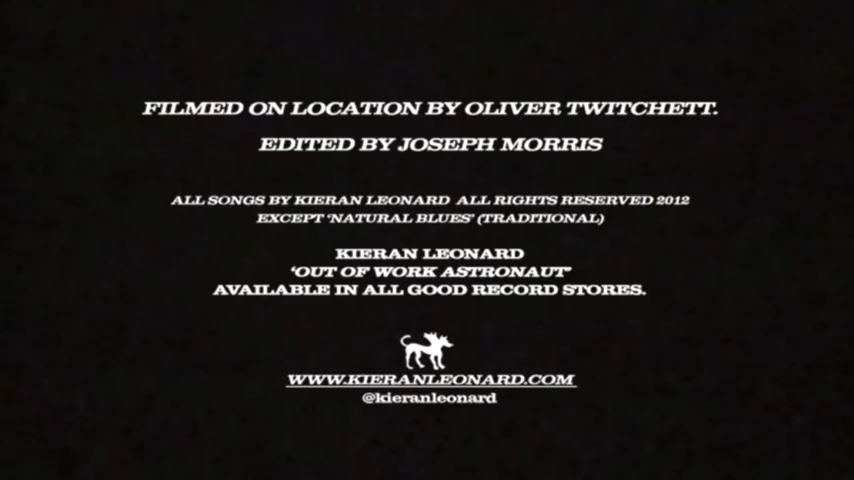 FILMED ON LOCATION BY OLIVER TWITCHETT.
EDITED BY JOSEPH MORRIS
ALL SONGS BY KIERAN LEONARD ALL RIGHTS RESERVED 2012
EXCEPT 'NATURAL BLUES' (TRADITIONAL)
KIERAN LEONARD
'OUT OF WORK ASTRONAUT'
AVAILABLE IN ALL GOOD RECORD STORES.
WWW.KIERANLEONARD.COM
@kieranleonard